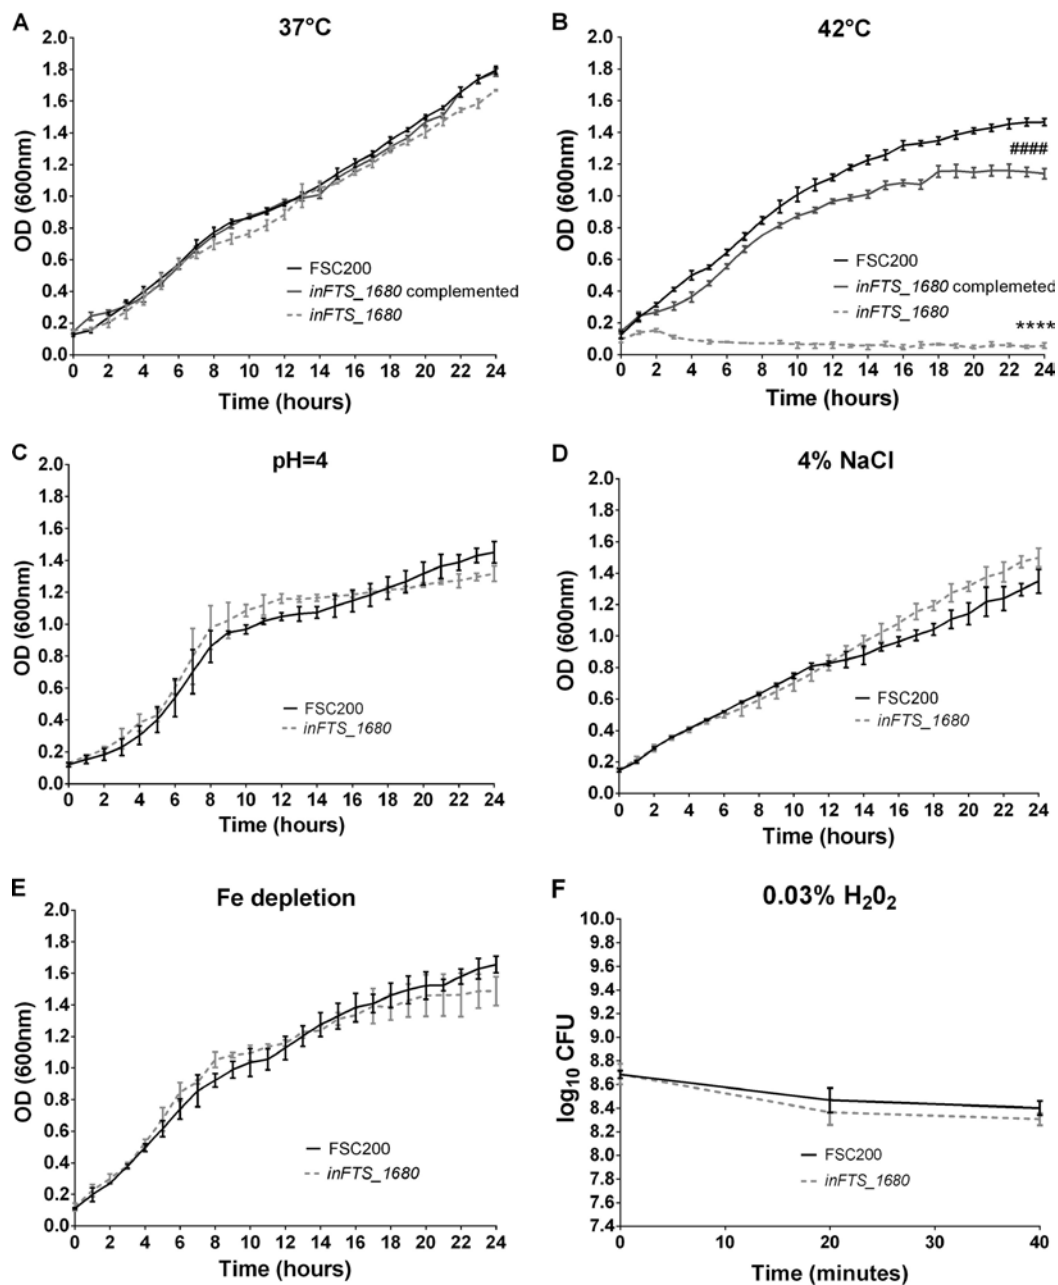 A
37°C
2.0
1.8
1.6
1.4
1.2
1.0
0.8
0.6
0.4
0.2
0.0
OD (600nm)
FSC200
inFTS_1680 complemented
inFTS_1680
0 2 4 6 8 10 12 14 16 18 20 22 24
Time (hours)
B
42°C
2.0
1.8
1.6
1.4
1.2
1.0
0.8
0.6
0.4
0.2
0.0
OD (600nm)
####
FSC200
inFTS_1680 complemeted
inFTS_1680
****
0 2 4 6 8 10 12 14 16 18 20 22 24
Time (hours)
C
pH=4
2.0
1.8
1.6
1.4
1.2
1.0
0.8
0.6
0.4
0.2
0.0
OD (600nm)
FSC200
inFTS_1680
0 2 4 6 8 10 12 14 16 18 20 22 24
Time (hours)
D
4% NaCl
2.0
1.8
1.6
1.4
1.2
1.0
0.8
0.6
0.4
0.2
0.0
OD (600nm)
FSC200
inFTS_1680
0 2 4 6 8 10 12 14 16 18 20 22 24
Time (hours)
E
Fe depletion
2.0
1.8
1.6
1.4
1.2
1.0
0.8
0.6
0.4
0.2
0.0
OD (600nm)
FSC200
inFTS_1680
0 2 4 6 8 10 12 14 16 18 20 22 24
Time (hours)
F
0.03% H₂0₂
10.0
9.8
9.6
9.4
9.2
9.0
8.8
8.6
8.4
8.2
8.0
7.8
7.6
7.4
log₁₀ CFU
FSC200
inFTS_1680
0 10 20 30 40
Time (minutes)